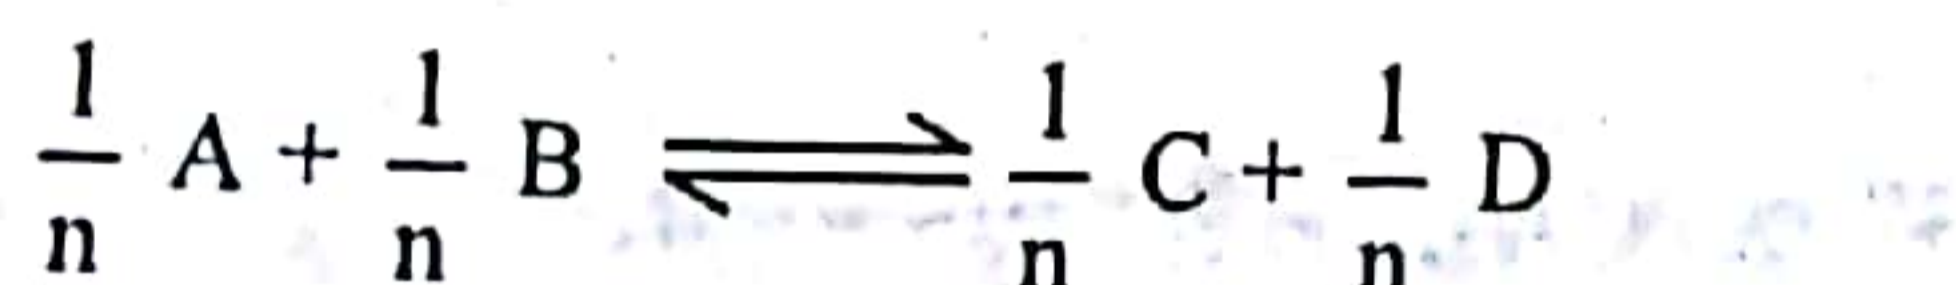 1/n A + 1/n B ⇌ 1/n C + 1/n D